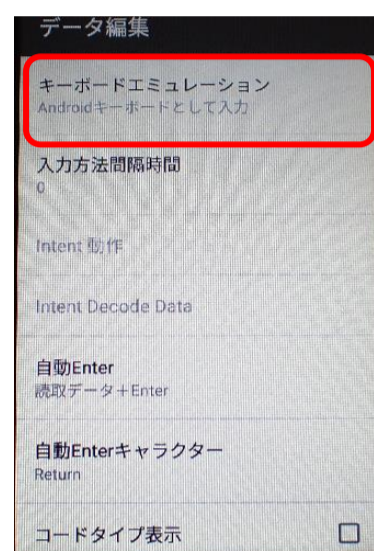 データ編集
キーボードエミュレーション
Androidキーボードとして入力
入力方法間隔時間
0
Intent 動作
Intent Decode Data
自動Enter
読取データ＋Enter
自動Enterキャラクター
Return
コードタイプ表示